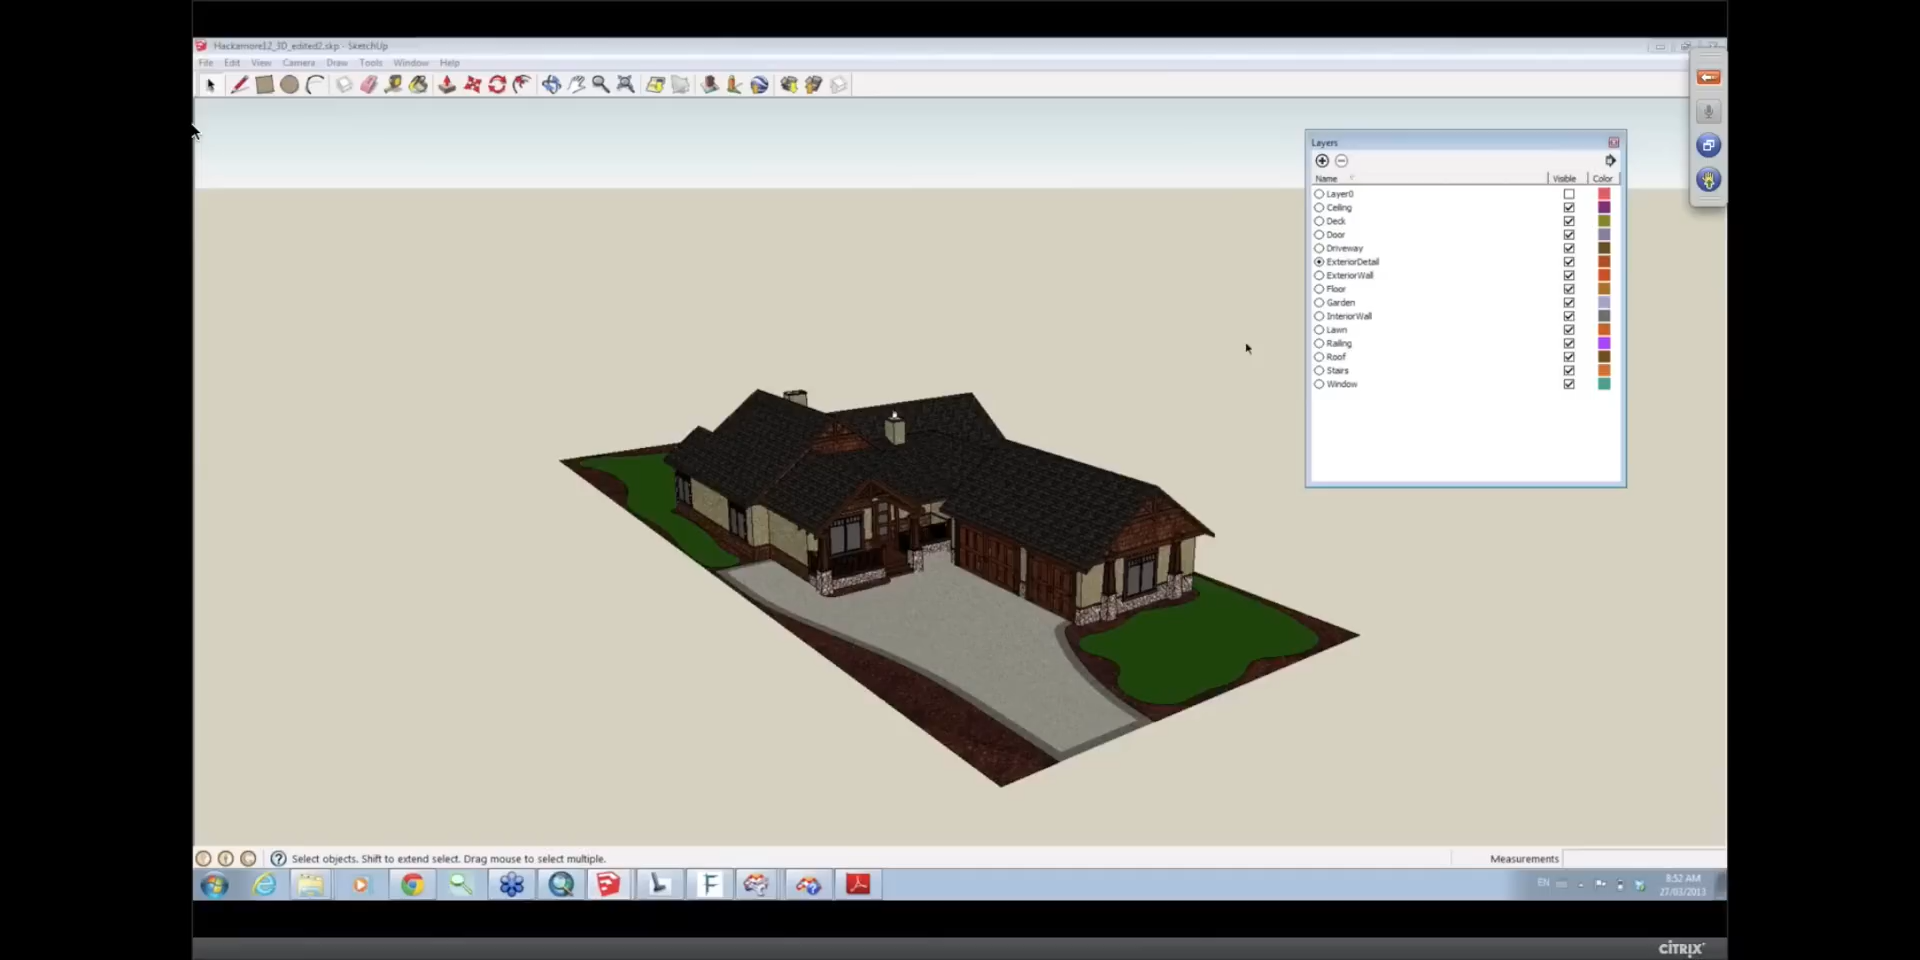 Hackamore12_3D_edited2.skp - SketchUp
File Edit View Camera Draw Tools Window Help
Layers
Name Visible Color
Layer0
Ceiling
Deck
Door
Driveway
ExteriorDetail
ExteriorWall
Floor
Garden
InteriorWall
Lawn
Railing
Roof
Stairs
Window
Select objects. Shift to extend select. Drag mouse to select multiple.
Measurements
EN
8:52 AM
27/03/2013
CITRIX